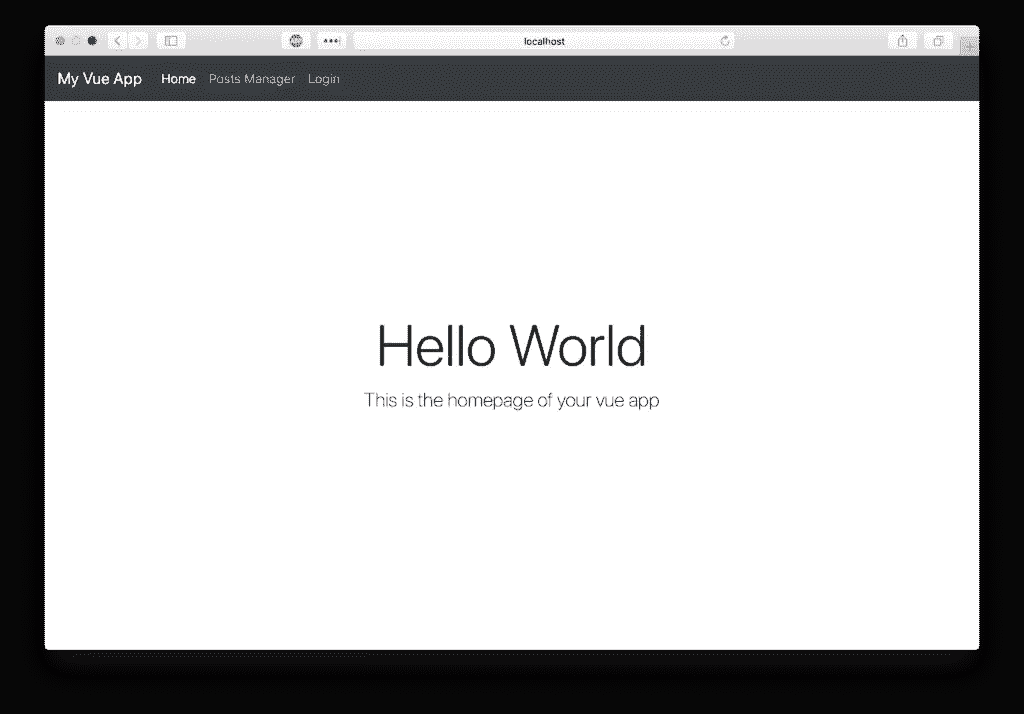 localhost
My Vue App Home Posts Manager Login
Hello World
This is the homepage of your vue app